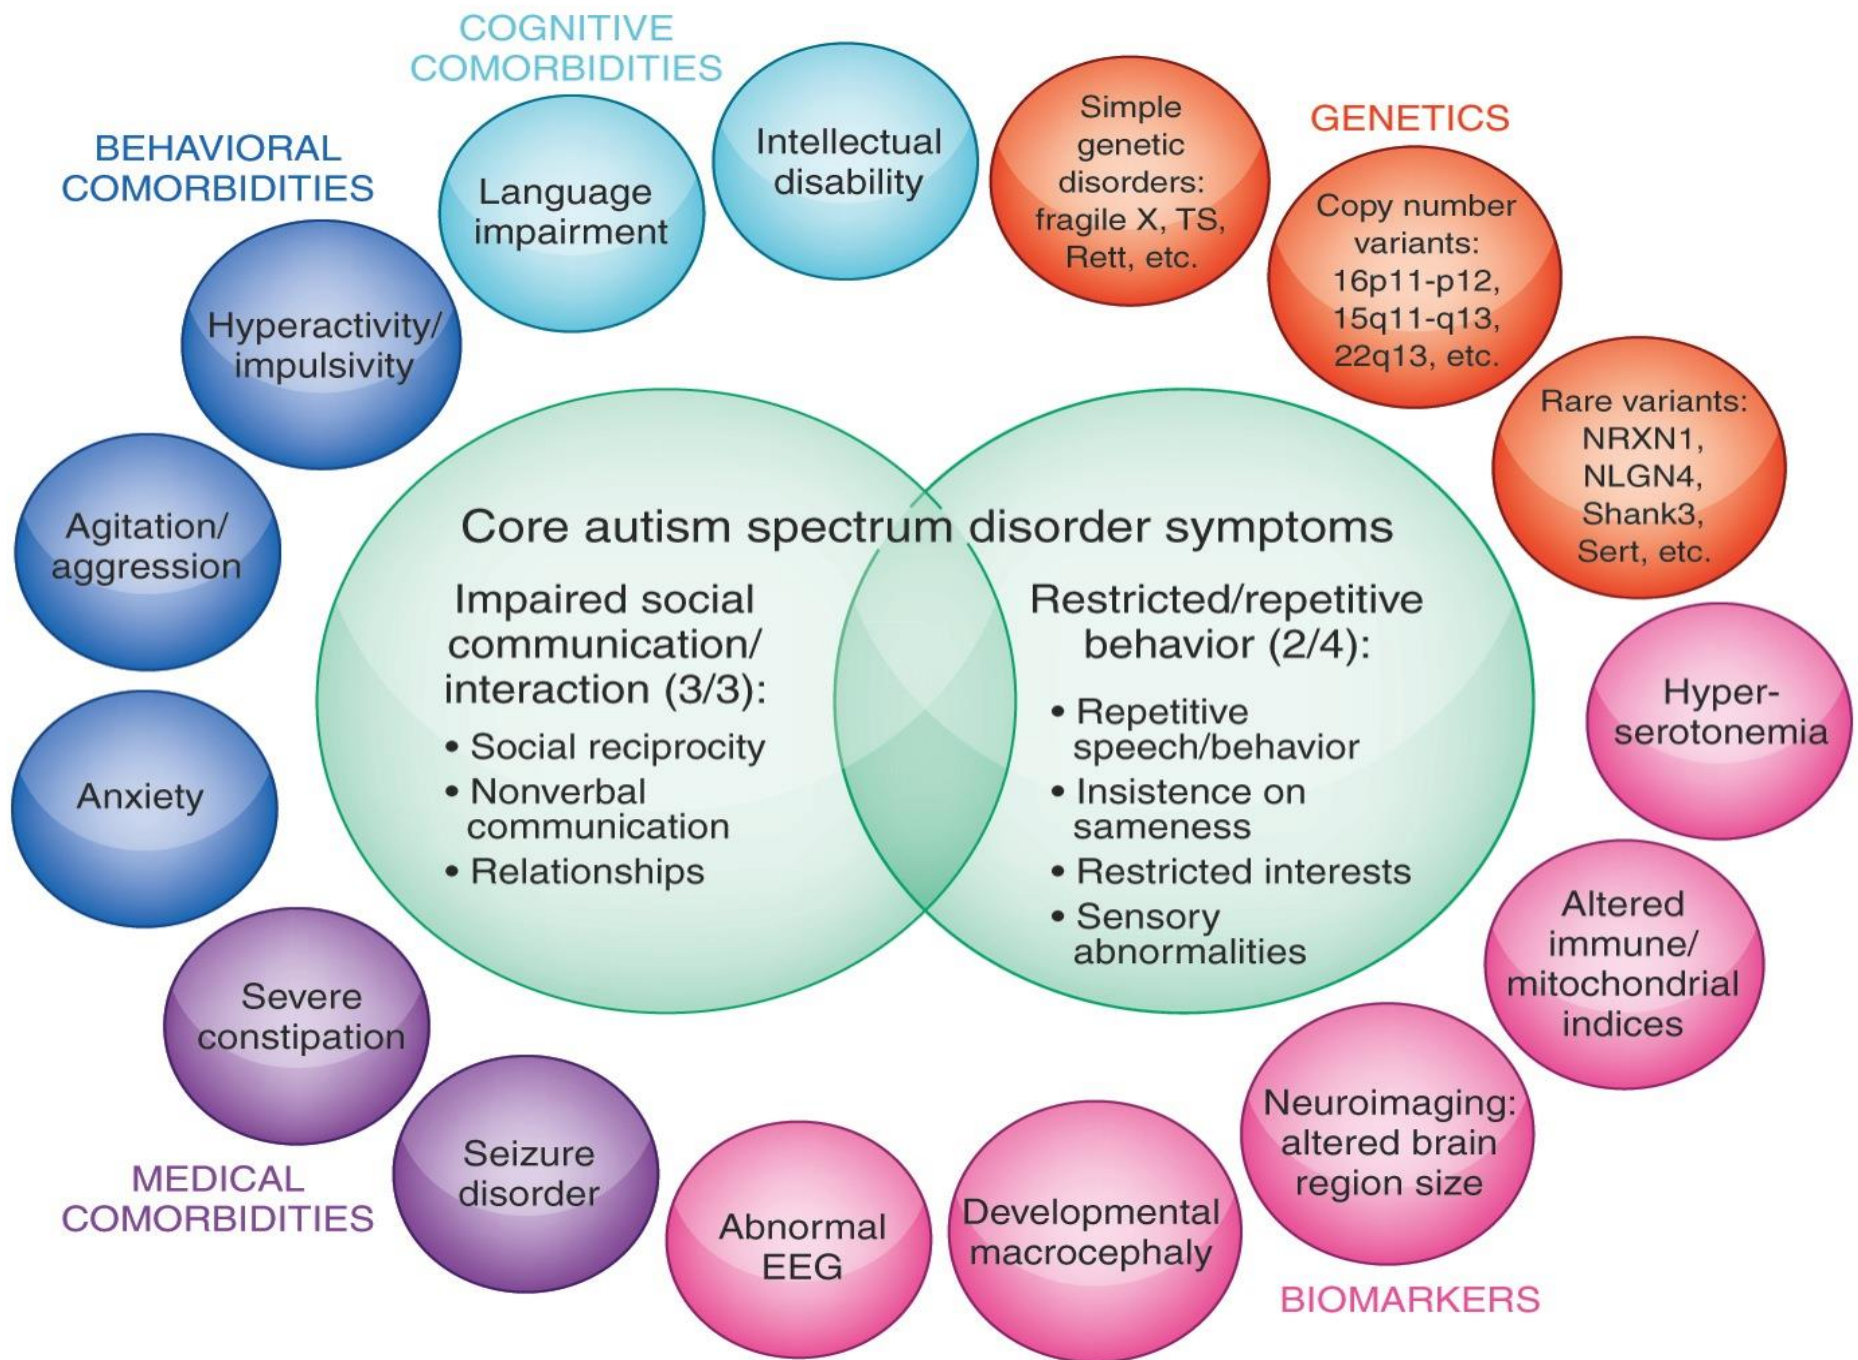 COGNITIVE
COMORBIDITIES
Language
impairment
Intellectual
disability
GENETICS
Simple
genetic
disorders:
fragile X, TS,
Rett, etc.
Copy number
variants:
16p11-p12,
15q11-q13,
22q13, etc.
Rare variants:
NRXN1,
NLGN4,
Shank3,
Sert, etc.
BEHAVIORAL
COMORBIDITIES
Hyperactivity/
impulsivity
Agitation/
aggression
Anxiety
Core autism spectrum disorder symptoms
Impaired social
communication/
interaction (3/3):
• Social reciprocity
• Nonverbal
communication
• Relationships
Restricted/repetitive
behavior (2/4):
• Repetitive
speech/behavior
• Insistence on
sameness
• Restricted interests
• Sensory
abnormalities
Hyper-
serotonemia
Altered
immune/
mitochondrial
indices
Neuroimaging:
altered brain
region size
Developmental
macrocephaly
Abnormal
EEG
BIOMARKERS
Severe
constipation
Seizure
disorder
MEDICAL
COMORBIDITIES